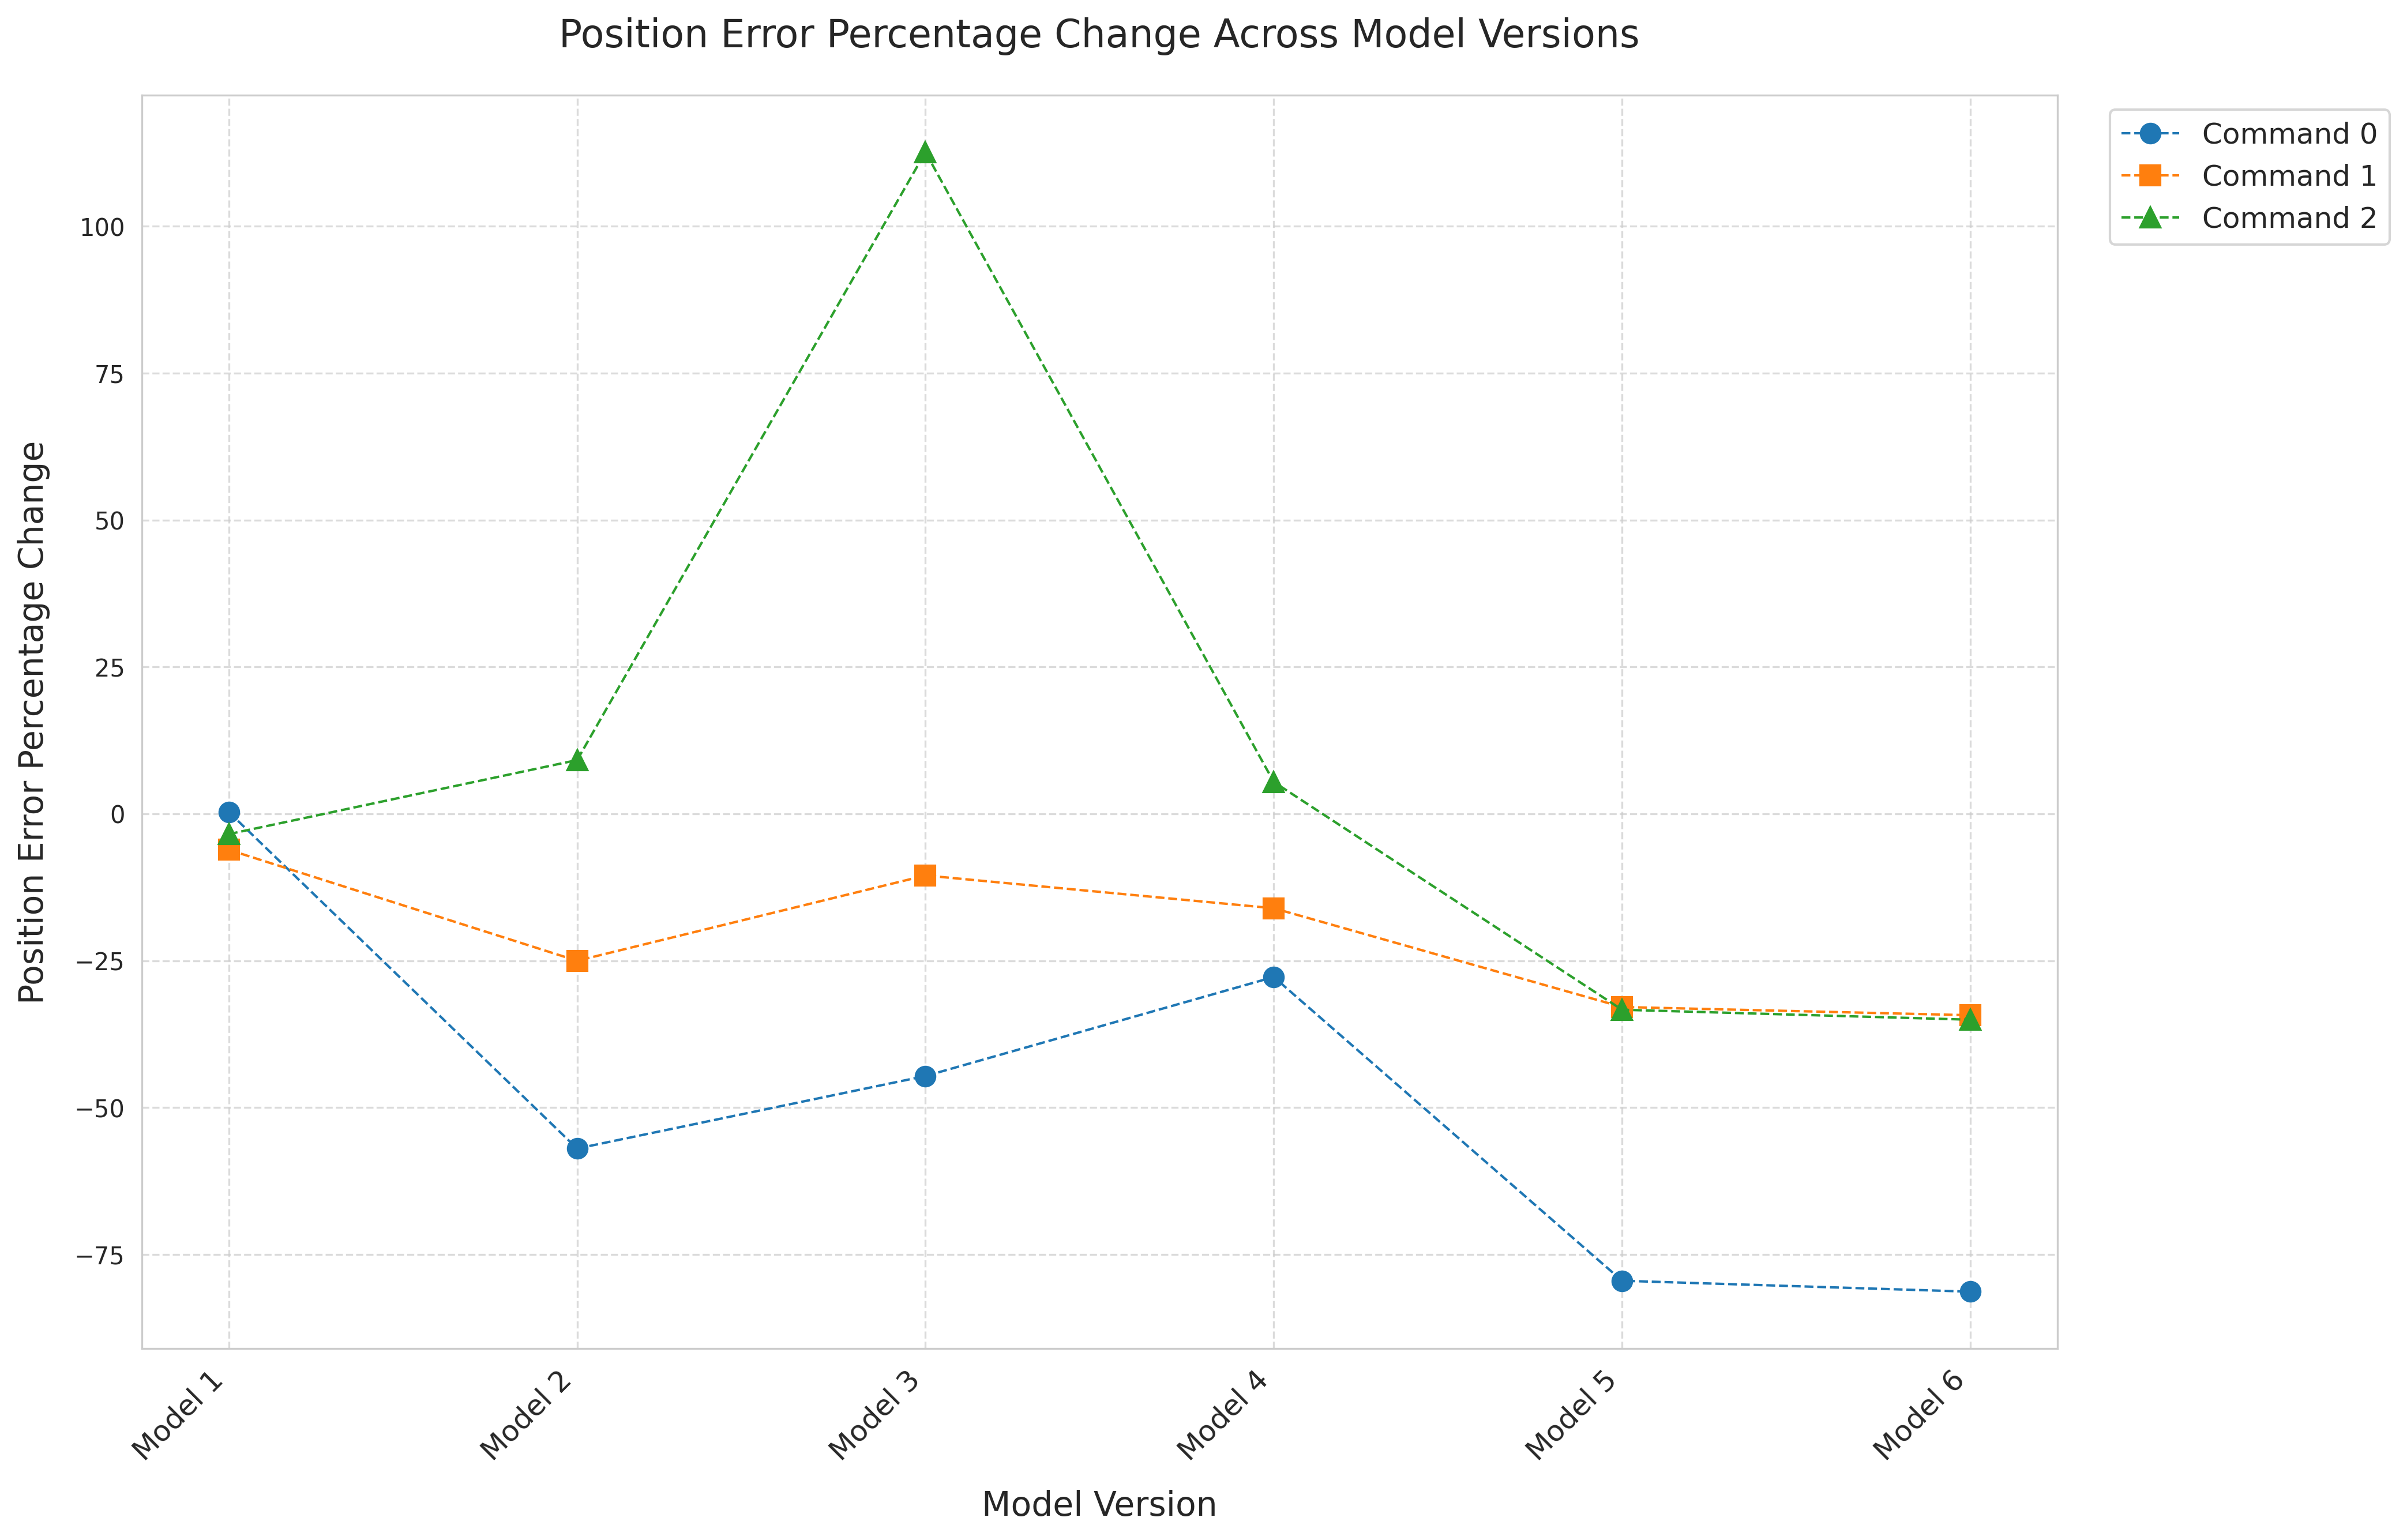 Position Error Percentage Change Across Model Versions
Position Error Percentage Change
100
75
50
25
0
−25
−50
−75
Model 1
Model 2
Model 3
Model 4
Model 5
Model 6
Model Version
Command 0
Command 1
Command 2